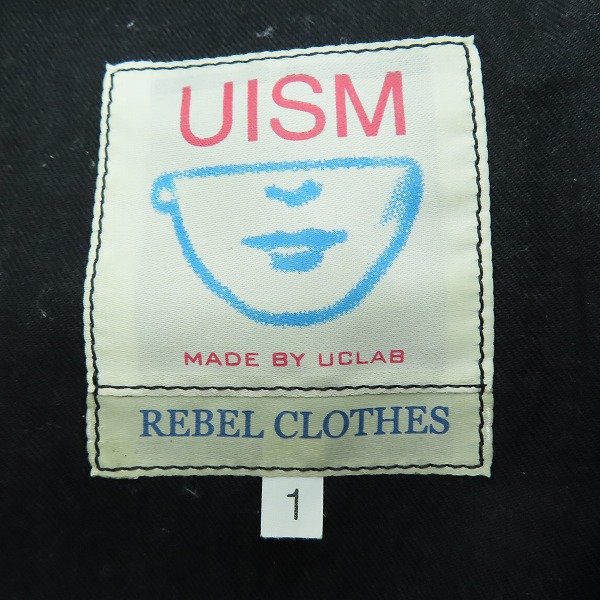 UISM
MADE BY UCLAB
REBEL CLOTHES
1